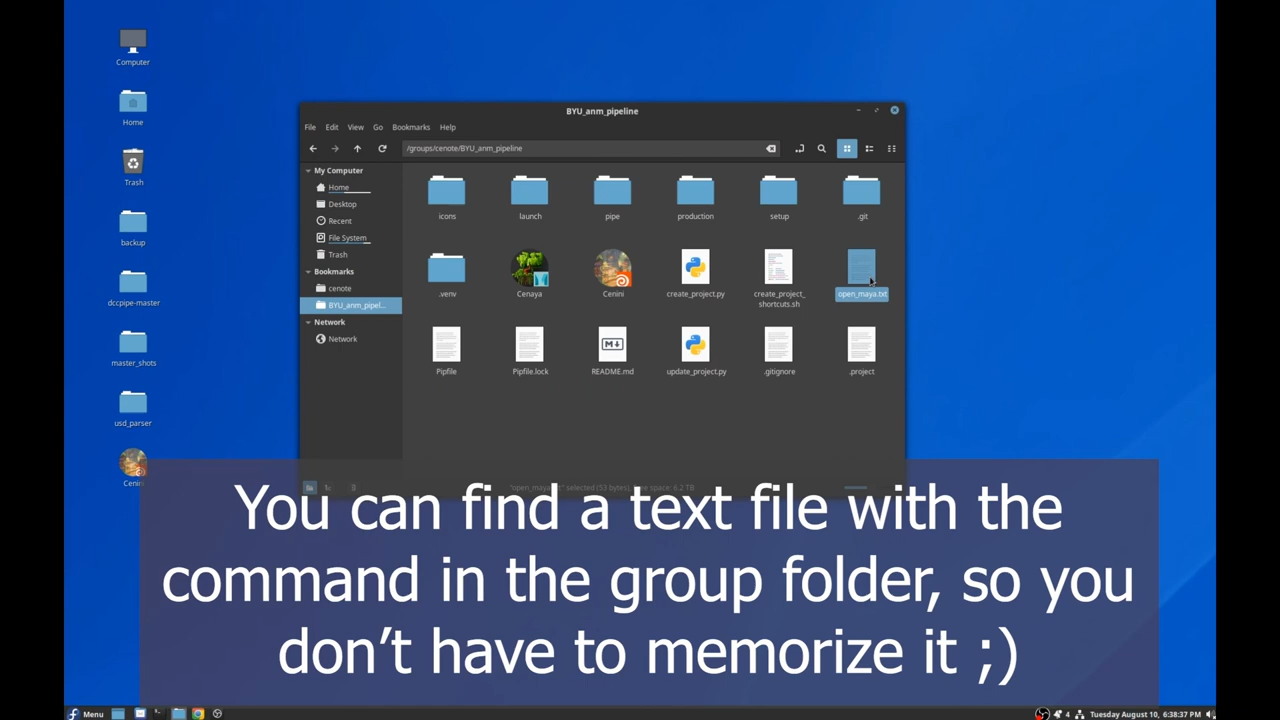 Computer
Home
Trash
backup
dccpipe-master
master_shots
usd_parser
BYU_anm_pipeline
File Edit View Go Bookmarks Help
/groups/cenote/BYU_anm_pipeline
My Computer
Home
Desktop
Recent
File System
Trash
Bookmarks
cenote
BYU_anm_pipel...
Network
Network
icons launch pipe production setup .git
.venv Cenaya Cenini create_project.py create_project_ open_maya.txt
shortcuts.sh
Pipfile Pipfile.lock README.md update_project.py .gitignore .project
You can find a text file with the
command in the group folder, so you
don't have to memorize it ;)
Menu
4 Tuesday August 10, 6:38:37 PM